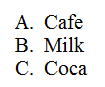 A. Cafe
B. Milk
C. Coca